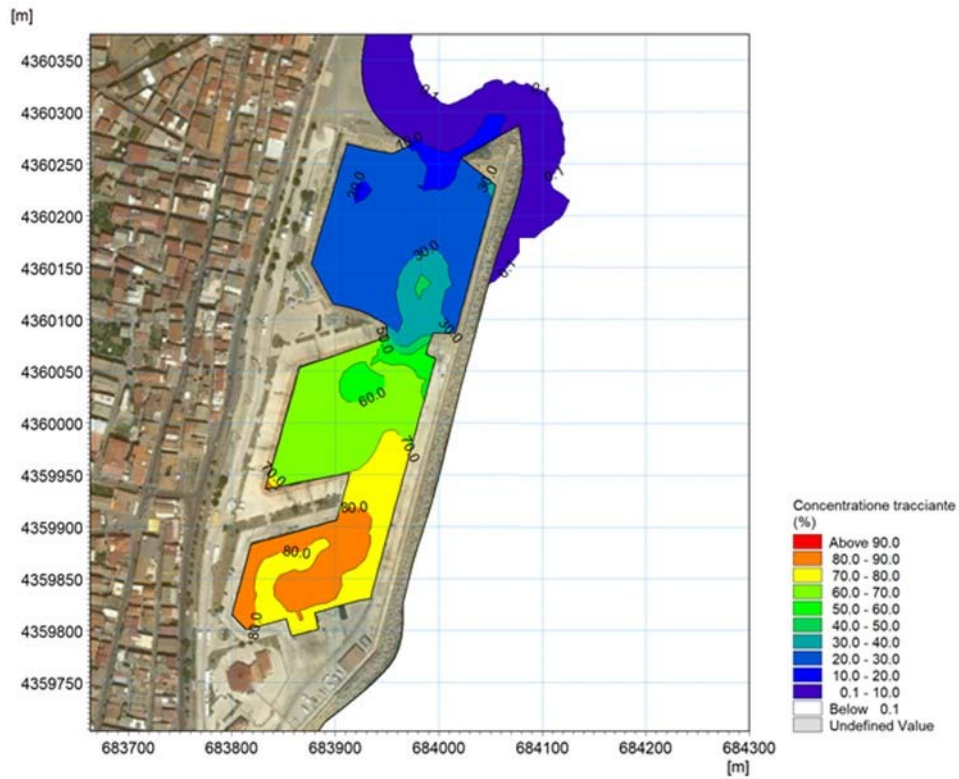 [m]
4360350
4360300
4360250
4360200
4360150
4360100
4360050
4360000
4359950
4359900
4359850
4359800
4359750
683700 683800 683900 684000 684100 684200 684300
[m]
0.1
0.1
10.0
20.0
30.0
0.1
30.0
0.1
30.0
50.0
60.0
70.0
70.0
80.0
80.0
80.0
Concentratione tracciante
(%)
Above 90.0
80.0 - 90.0
70.0 - 80.0
60.0 - 70.0
50.0 - 60.0
40.0 - 50.0
30.0 - 40.0
20.0 - 30.0
10.0 - 20.0
0.1 - 10.0
Below 0.1
Undefined Value